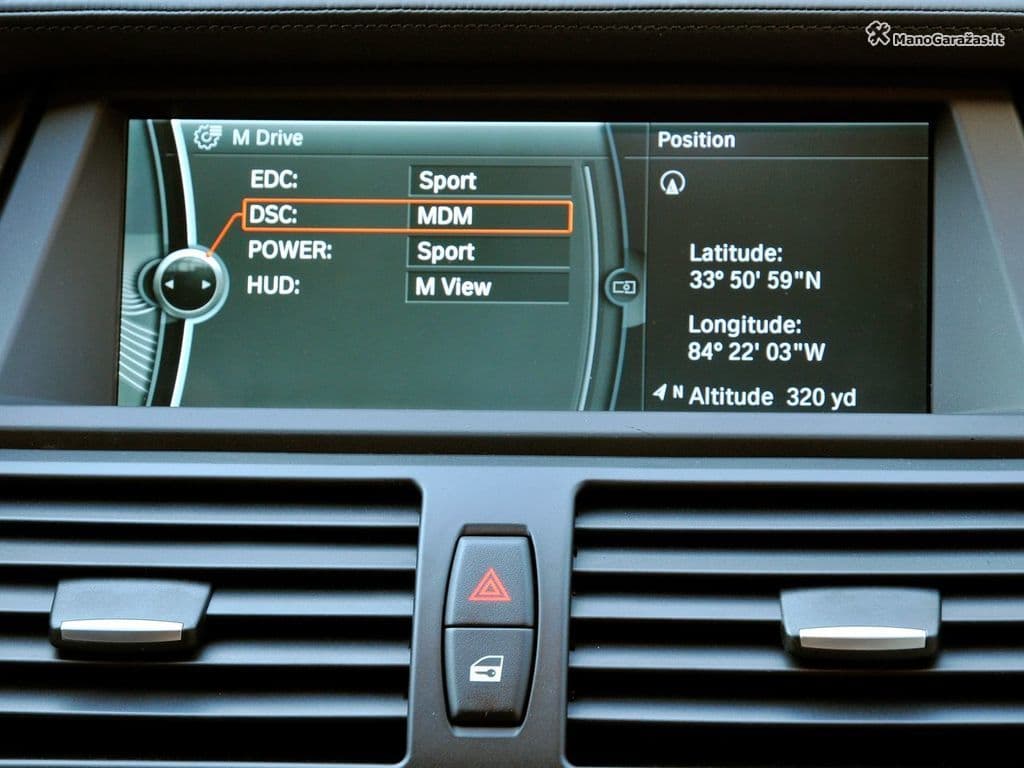 ManoGaražas.lt
M Drive
EDC: Sport
DSC: MDM
POWER: Sport
HUD: M View
Position
Latitude:
33° 50' 59"N
Longitude:
84° 22' 03"W
N Altitude 320 yd